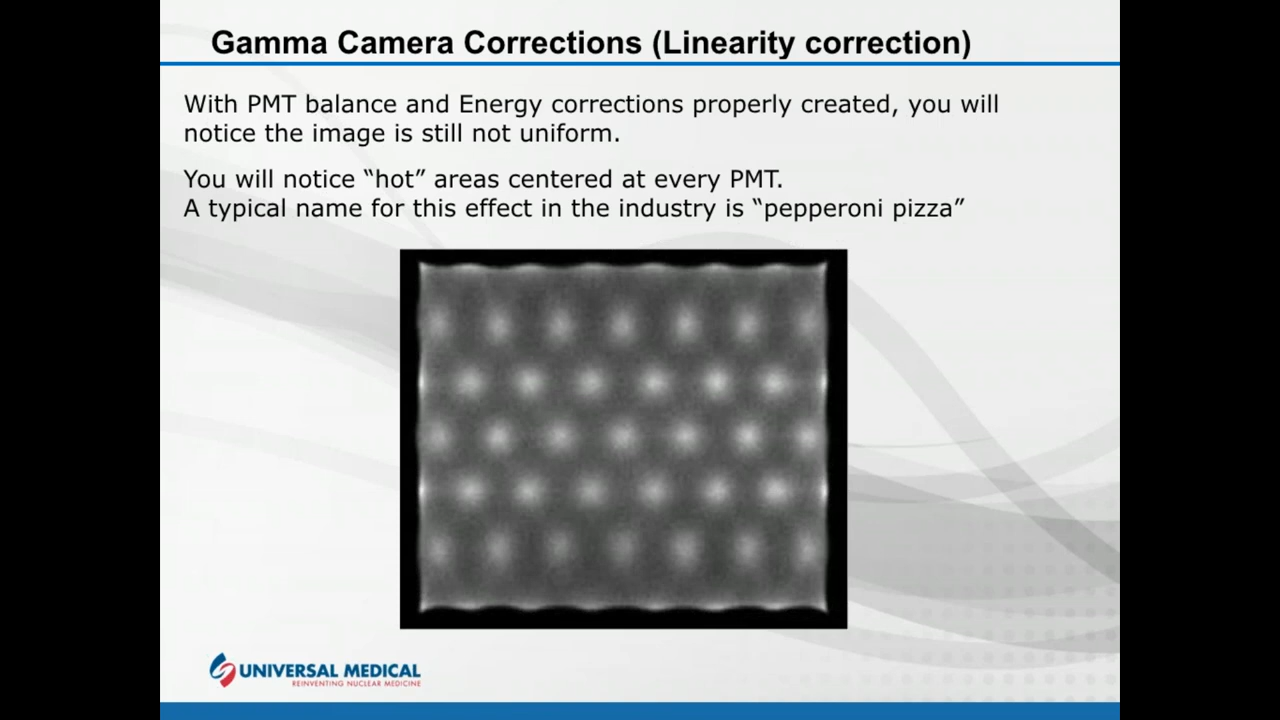 Gamma Camera Corrections (Linearity correction)
With PMT balance and Energy corrections properly created, you will
notice the image is still not uniform.
You will notice “hot” areas centered at every PMT.
A typical name for this effect in the industry is “pepperoni pizza”
UNIVERSAL MEDICAL
REINVENTING NUCLEAR MEDICINE